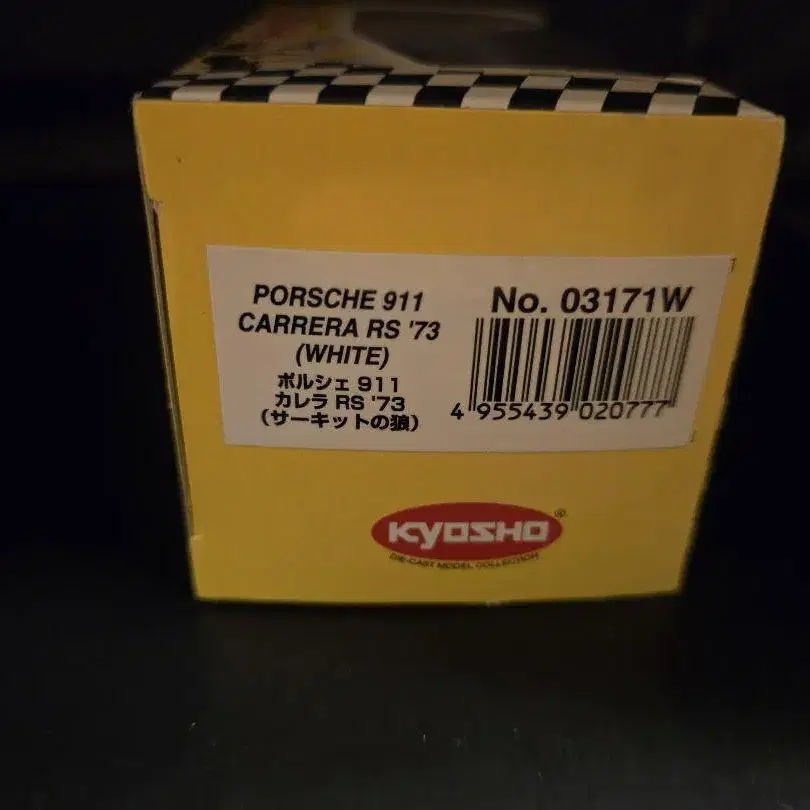 PORSCHE 911
CARRERA RS '73
(WHITE)
ポルシェ 911
カレラ RS '73
(サーキットの狼)
No. 03171W
4 955439 020777
KYOSHO
®
DIE-CAST MODEL COLLECTION